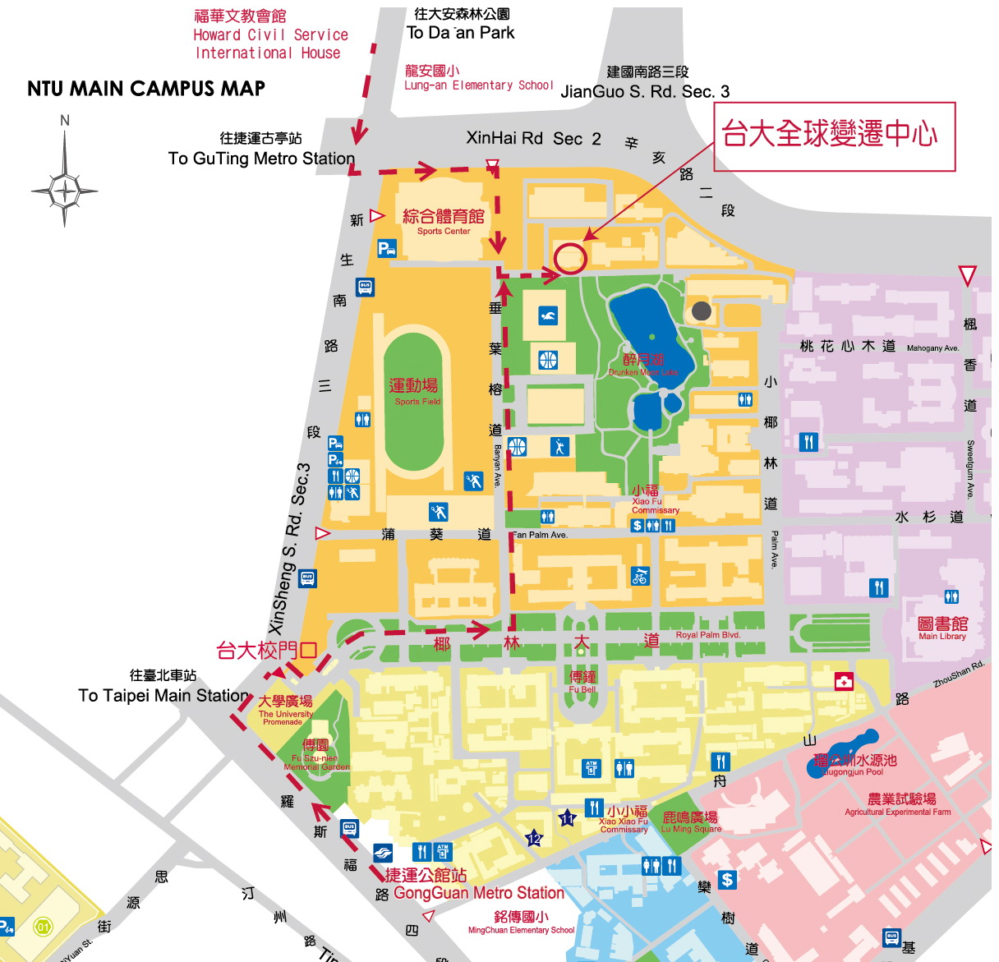 福華文教會館
Howard Civil Service
International House
往大安森林公園
To Da-an Park
龍安國小
Lung-an Elementary School
建國南路三段
JianGuo S. Rd. Sec. 3
NTU MAIN CAMPUS MAP
N
往捷運古亭站
To GuTing Metro Station
XinHai Rd Sec 2
辛亥路二段
台大全球變遷中心
新生南路三段
XinSheng S. Rd. Sec.3
綜合體育館
Sports Center
P
BUS
運動場
Sports Field
垂葉榕道
Banyan Ave.
醉月湖
Drunken Moon Lake
小椰林道
Palm Ave.
桃花心木道
Mahogany Ave.
楓香道
Sweetgum Ave.
水杉道
P
P
小福
Xiao Fu
Commissary
$
蒲葵道
Fan Palm Ave.
BUS
圖書館
Main Library
椰林大道
Royal Palm Blvd.
台大校門口
傅鐘
Fu Bell
ZhouShan Rd.
往臺北車站
To Taipei Main Station
大學廣場
The University
Promenade
傅園
Fu Szu-nien
Memorial Garden
舟山路
瑠公圳水源池
Liugongjun Pool
農業試驗場
Agricultural Experimental Farm
ATM
$
小小福
Xiao Xiao Fu
Commissary
鹿鳴廣場
Lu Ming Square
11
12
羅斯福路四段
BUS
ATM
$
捷運公館站
GongGuan Metro Station
銘傳國小
MingChuan Elementary School
欒樹道
$
BUS
基
思源街
Yuan St.
汀州路
Tin
P
01